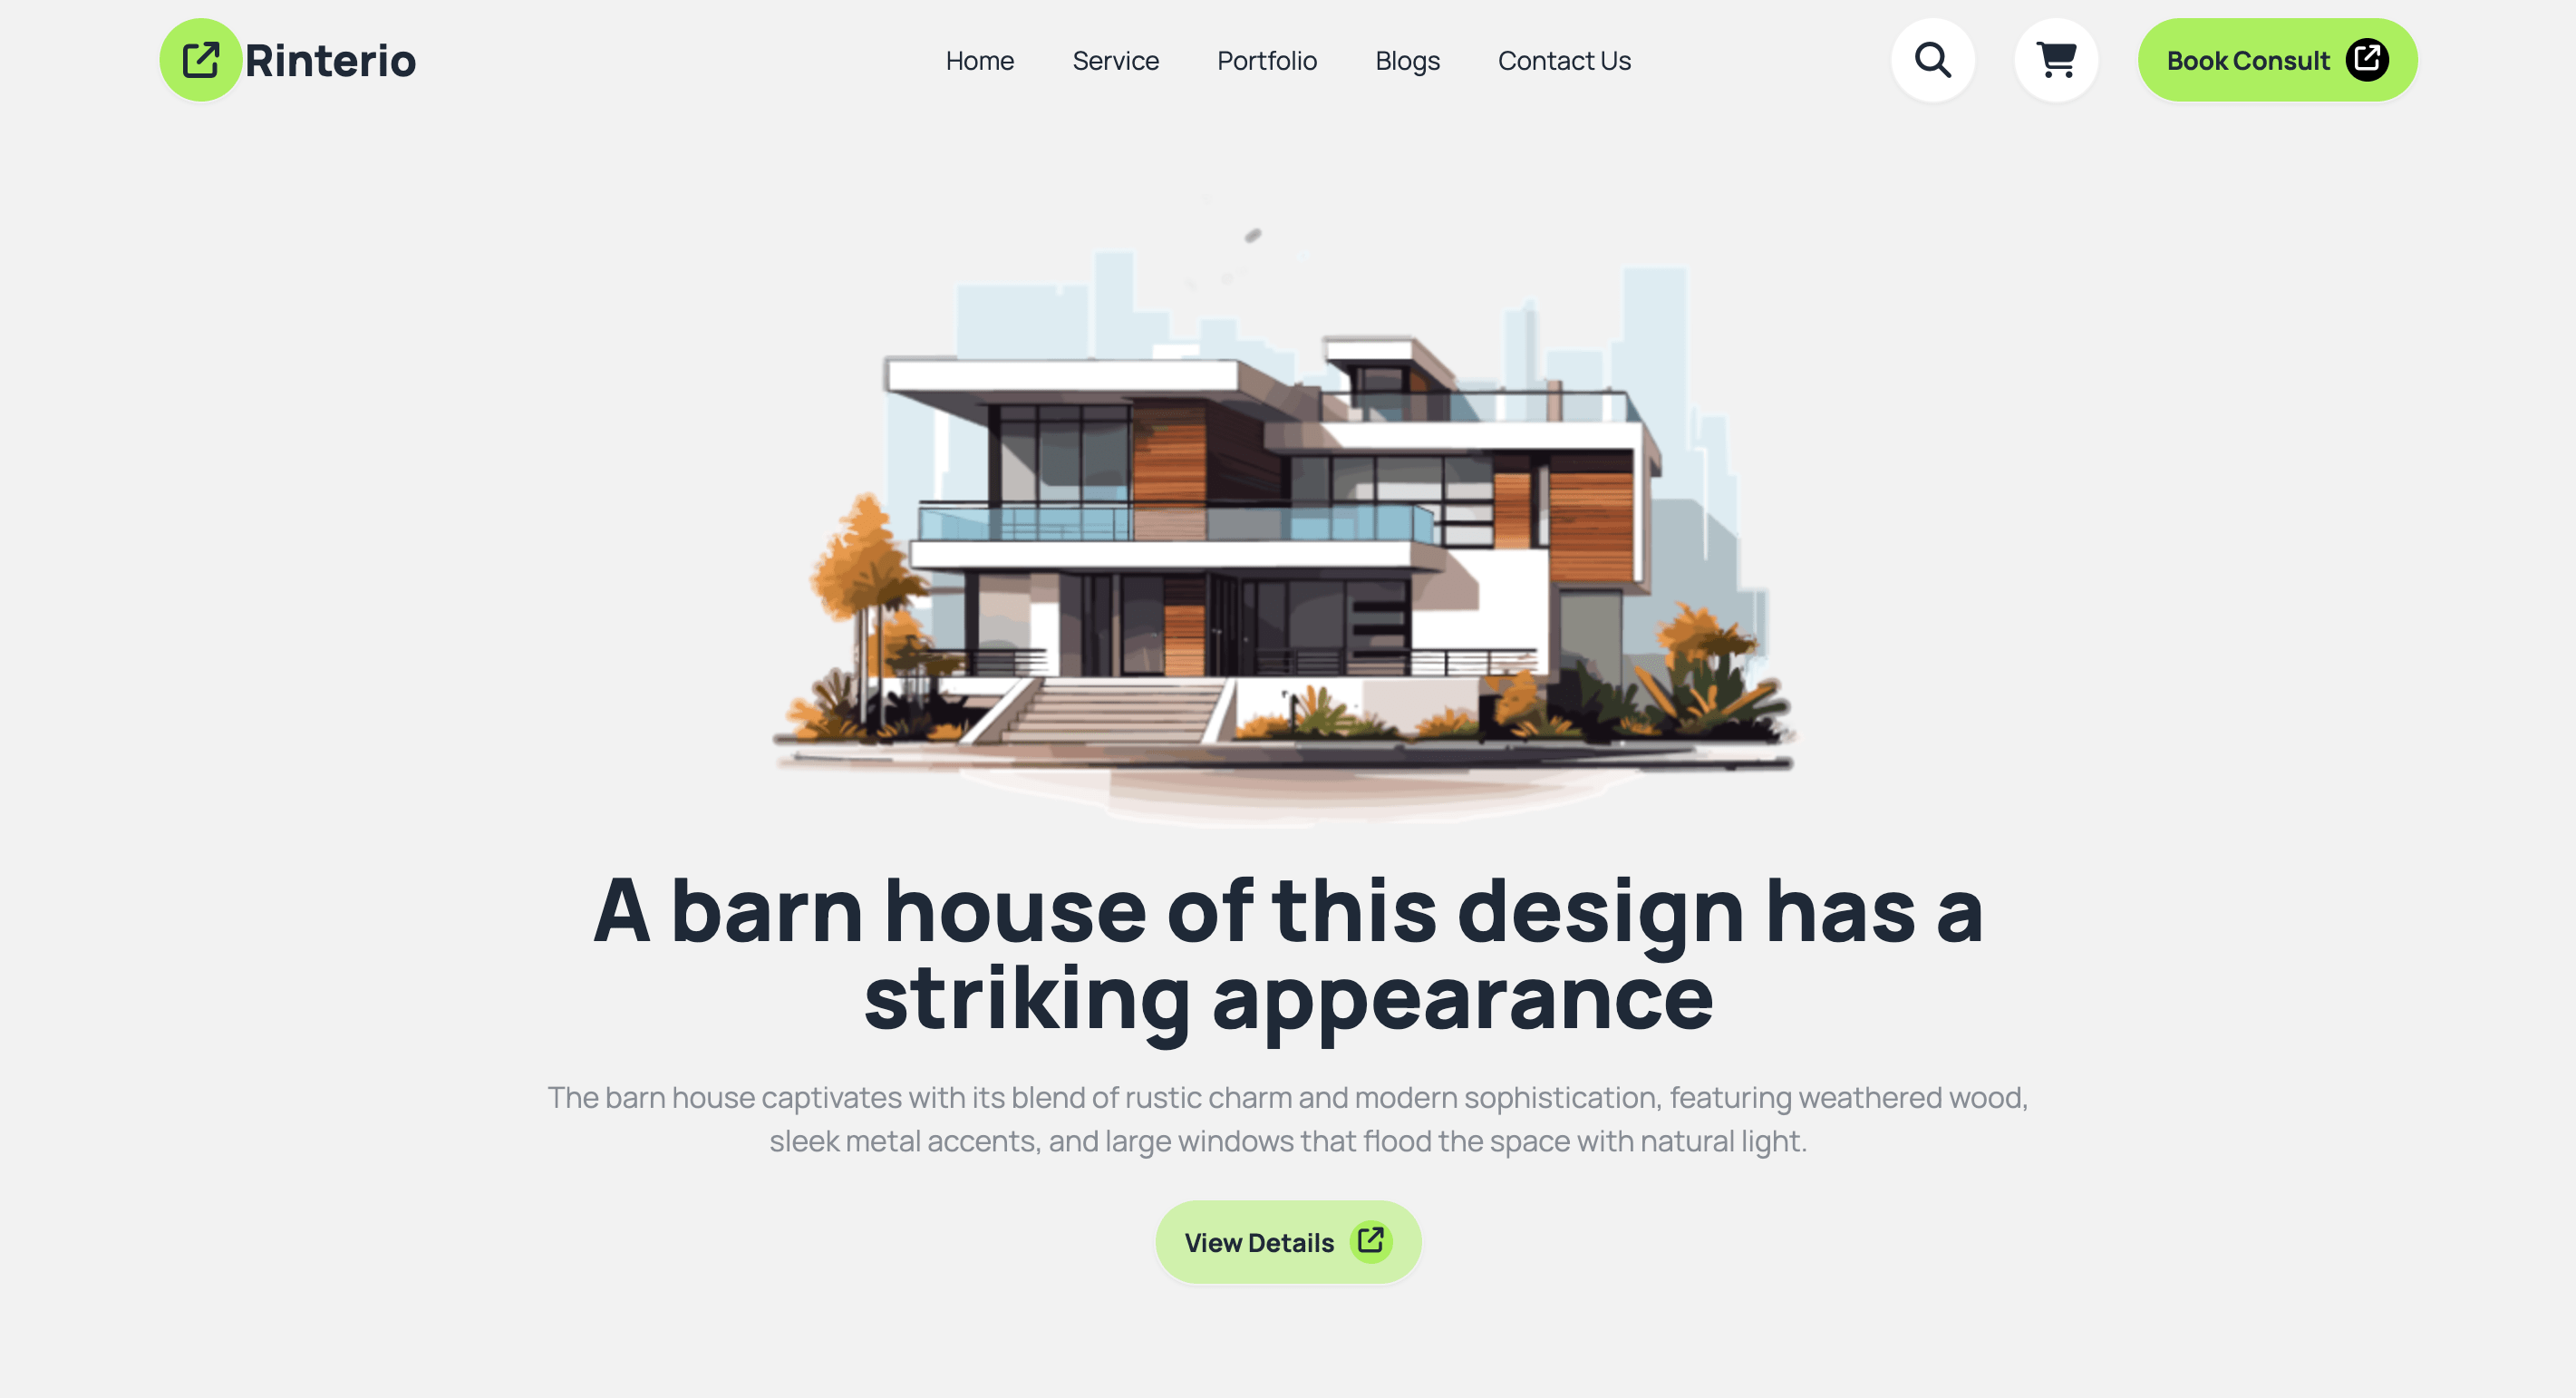 Rinterio
Home
Service
Portfolio
Blogs
Contact Us
Book Consult
A barn house of this design has a
striking appearance
The barn house captivates with its blend of rustic charm and modern sophistication, featuring weathered wood,
sleek metal accents, and large windows that flood the space with natural light.
View Details